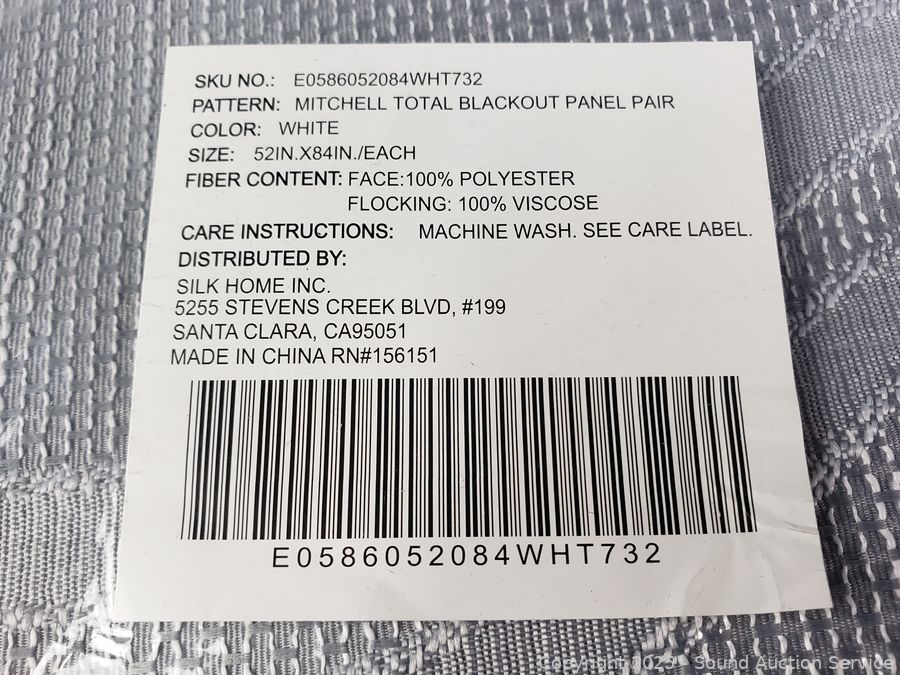 SKU NO.: E0586052084WHT732
PATTERN: MITCHELL TOTAL BLACKOUT PANEL PAIR
COLOR: WHITE
SIZE: 52IN.X84IN./EACH
FIBER CONTENT: FACE:100% POLYESTER
FLOCKING: 100% VISCOSE
CARE INSTRUCTIONS: MACHINE WASH. SEE CARE LABEL.
DISTRIBUTED BY:
SILK HOME INC.
5255 STEVENS CREEK BLVD, #199
SANTA CLARA, CA95051
MADE IN CHINA RN#156151
E0586052084WHT732
Copyright 2025 - Sound Auction Service